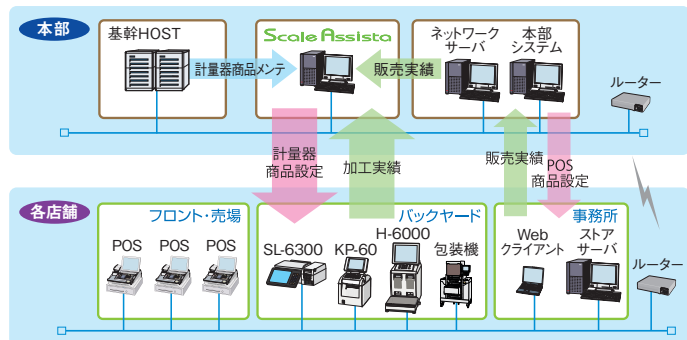 本部
基幹HOST
計量器商品メンテ
Scale Assista
販売実績
ネットワーク
サーバ
本部
システム
ルーター
計量器
商品設定
加工実績
販売実績
POS
商品設定
各店舗
フロント・売場
POS
POS
POS
バックヤード
SL-6300
KP-60
H-6000
包装機
事務所
Web
クライアント
ストア
サーバ
ルーター